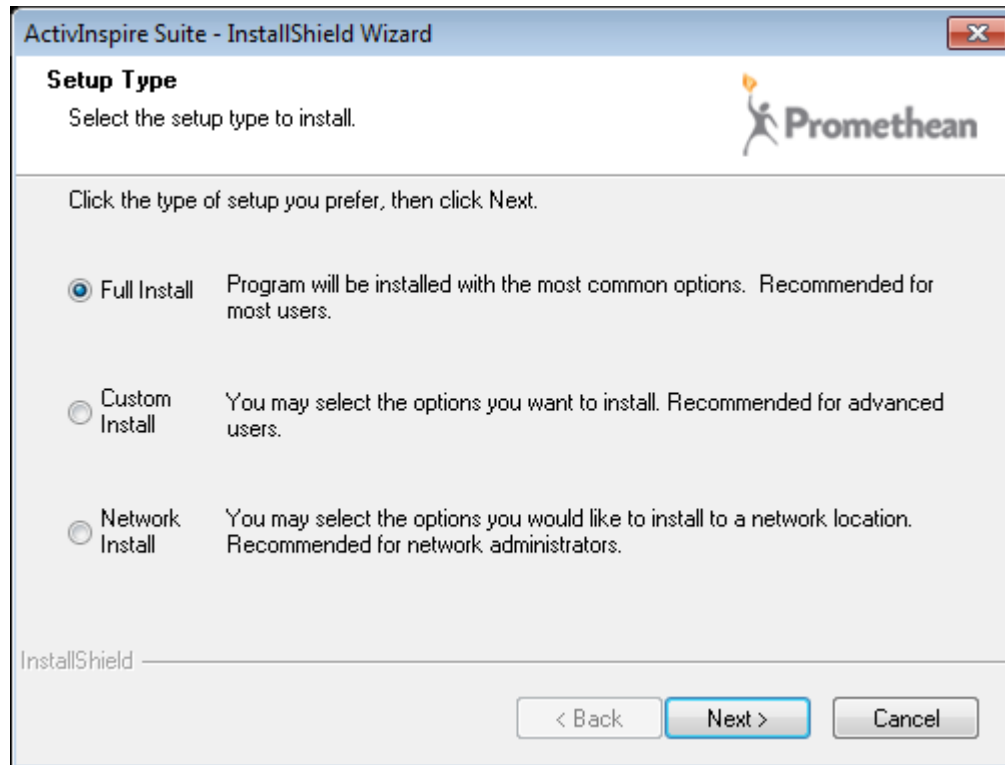 ActivInspire Suite - InstallShield Wizard
Setup Type
Select the setup type to install.
Promethean
Click the type of setup you prefer, then click Next.
Full Install
Program will be installed with the most common options.  Recommended for
most users.
Custom
Install
You may select the options you want to install. Recommended for advanced
users.
Network
Install
You may select the options you would like to install to a network location.
Recommended for network administrators.
InstallShield
< Back
Next >
Cancel